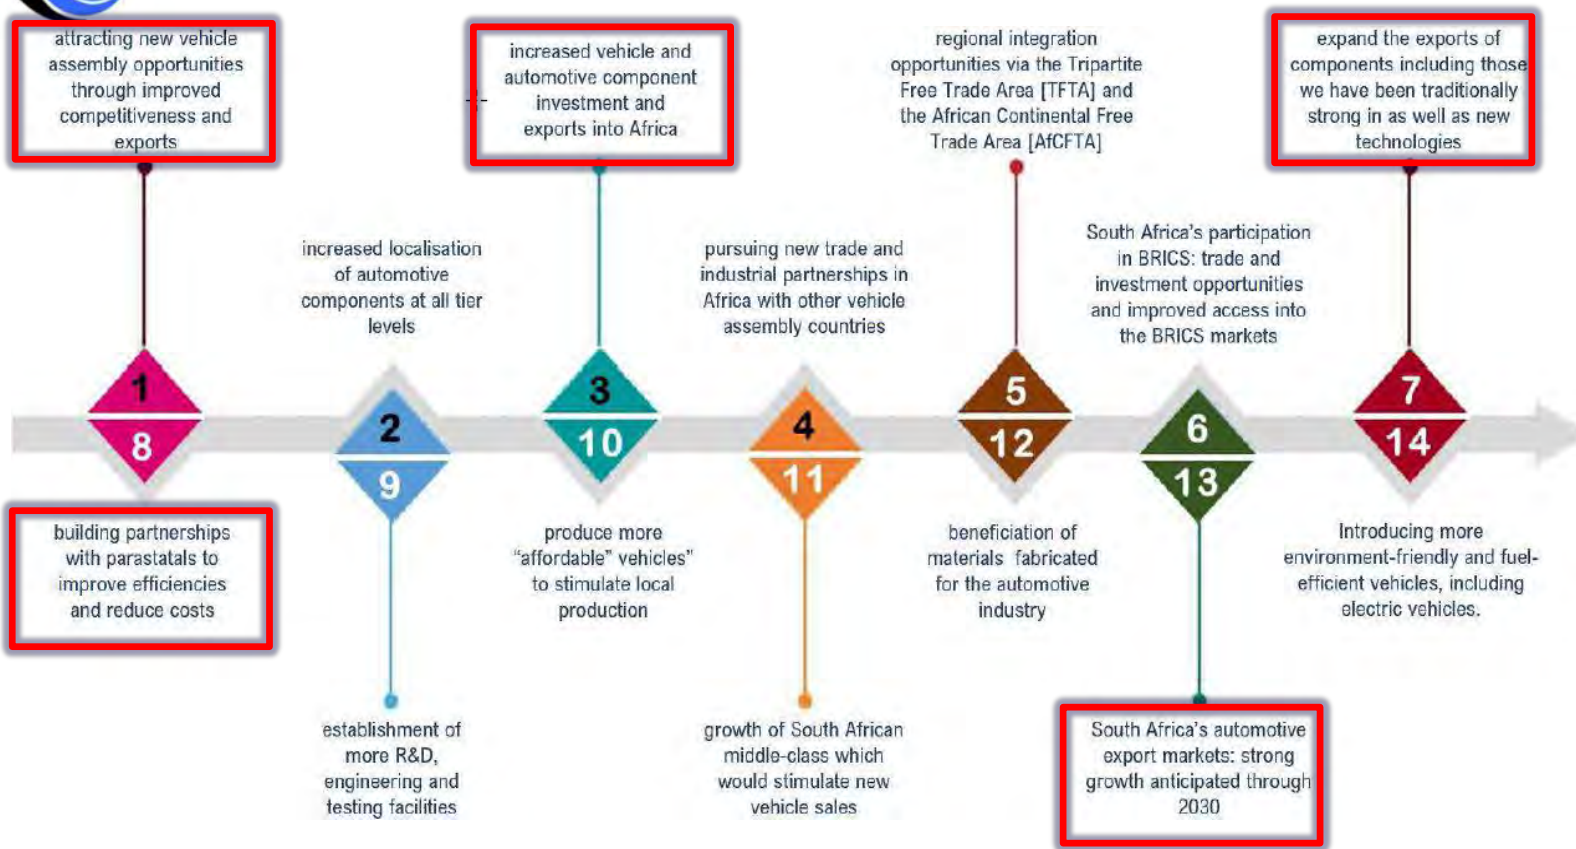 attracting new vehicle
assembly opportunities
through improved
competitiveness and
exports
increased vehicle and
automotive component
investment and
exports into Africa
regional integration
opportunities via the Tripartite
Free Trade Area [TFTA] and
the African Continental Free
Trade Area [AfCFTA]
expand the exports of
components including those
we have been traditionally
strong in as well as new
technologies
increased localisation
of automotive
components at all tier
levels
pursuing new trade and
industrial partnerships in
Africa with other vehicle
assembly countries
South Africa's participation
in BRICS: trade and
investment opportunities
and improved access into
the BRICS markets
1
2
3
4
5
6
7
8
9
10
11
12
13
14
building partnerships
with parastatals to
improve efficiencies
and reduce costs
produce more
“affordable” vehicles”
to stimulate local
production
beneficiation of
materials fabricated
for the automotive
industry
Introducing more
environment-friendly and fuel-
efficient vehicles, including
electric vehicles.
establishment of
more R&D,
engineering and
testing facilities
growth of South African
middle-class which
would stimulate new
vehicle sales
South Africa's automotive
export markets: strong
growth anticipated through
2030